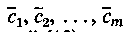 c̅₁, c̅₂, . . . , c̅ₘ